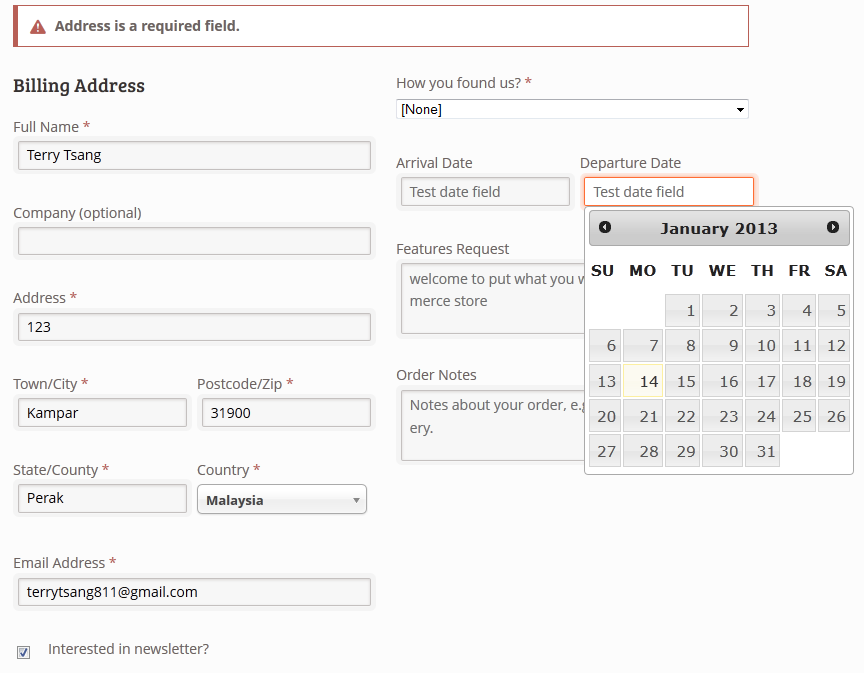 Address is a required field.
Billing Address
Full Name *
Terry Tsang
Company (optional)
Address *
123
Town/City * Postcode/Zip *
Kampar 31900
State/County * Country *
Perak Malaysia
Email Address *
terrytsang811@gmail.com
Interested in newsletter?
How you found us? *
[None]
Arrival Date Departure Date
Test date field Test date field
Features Request
welcome to put what you
merce store
Order Notes
Notes about your order, e.g
ery.
January 2013
SU MO TU WE TH FR SA
1 2 3 4 5
6 7 8 9 10 11 12
13 14 15 16 17 18 19
20 21 22 23 24 25 26
27 28 29 30 31